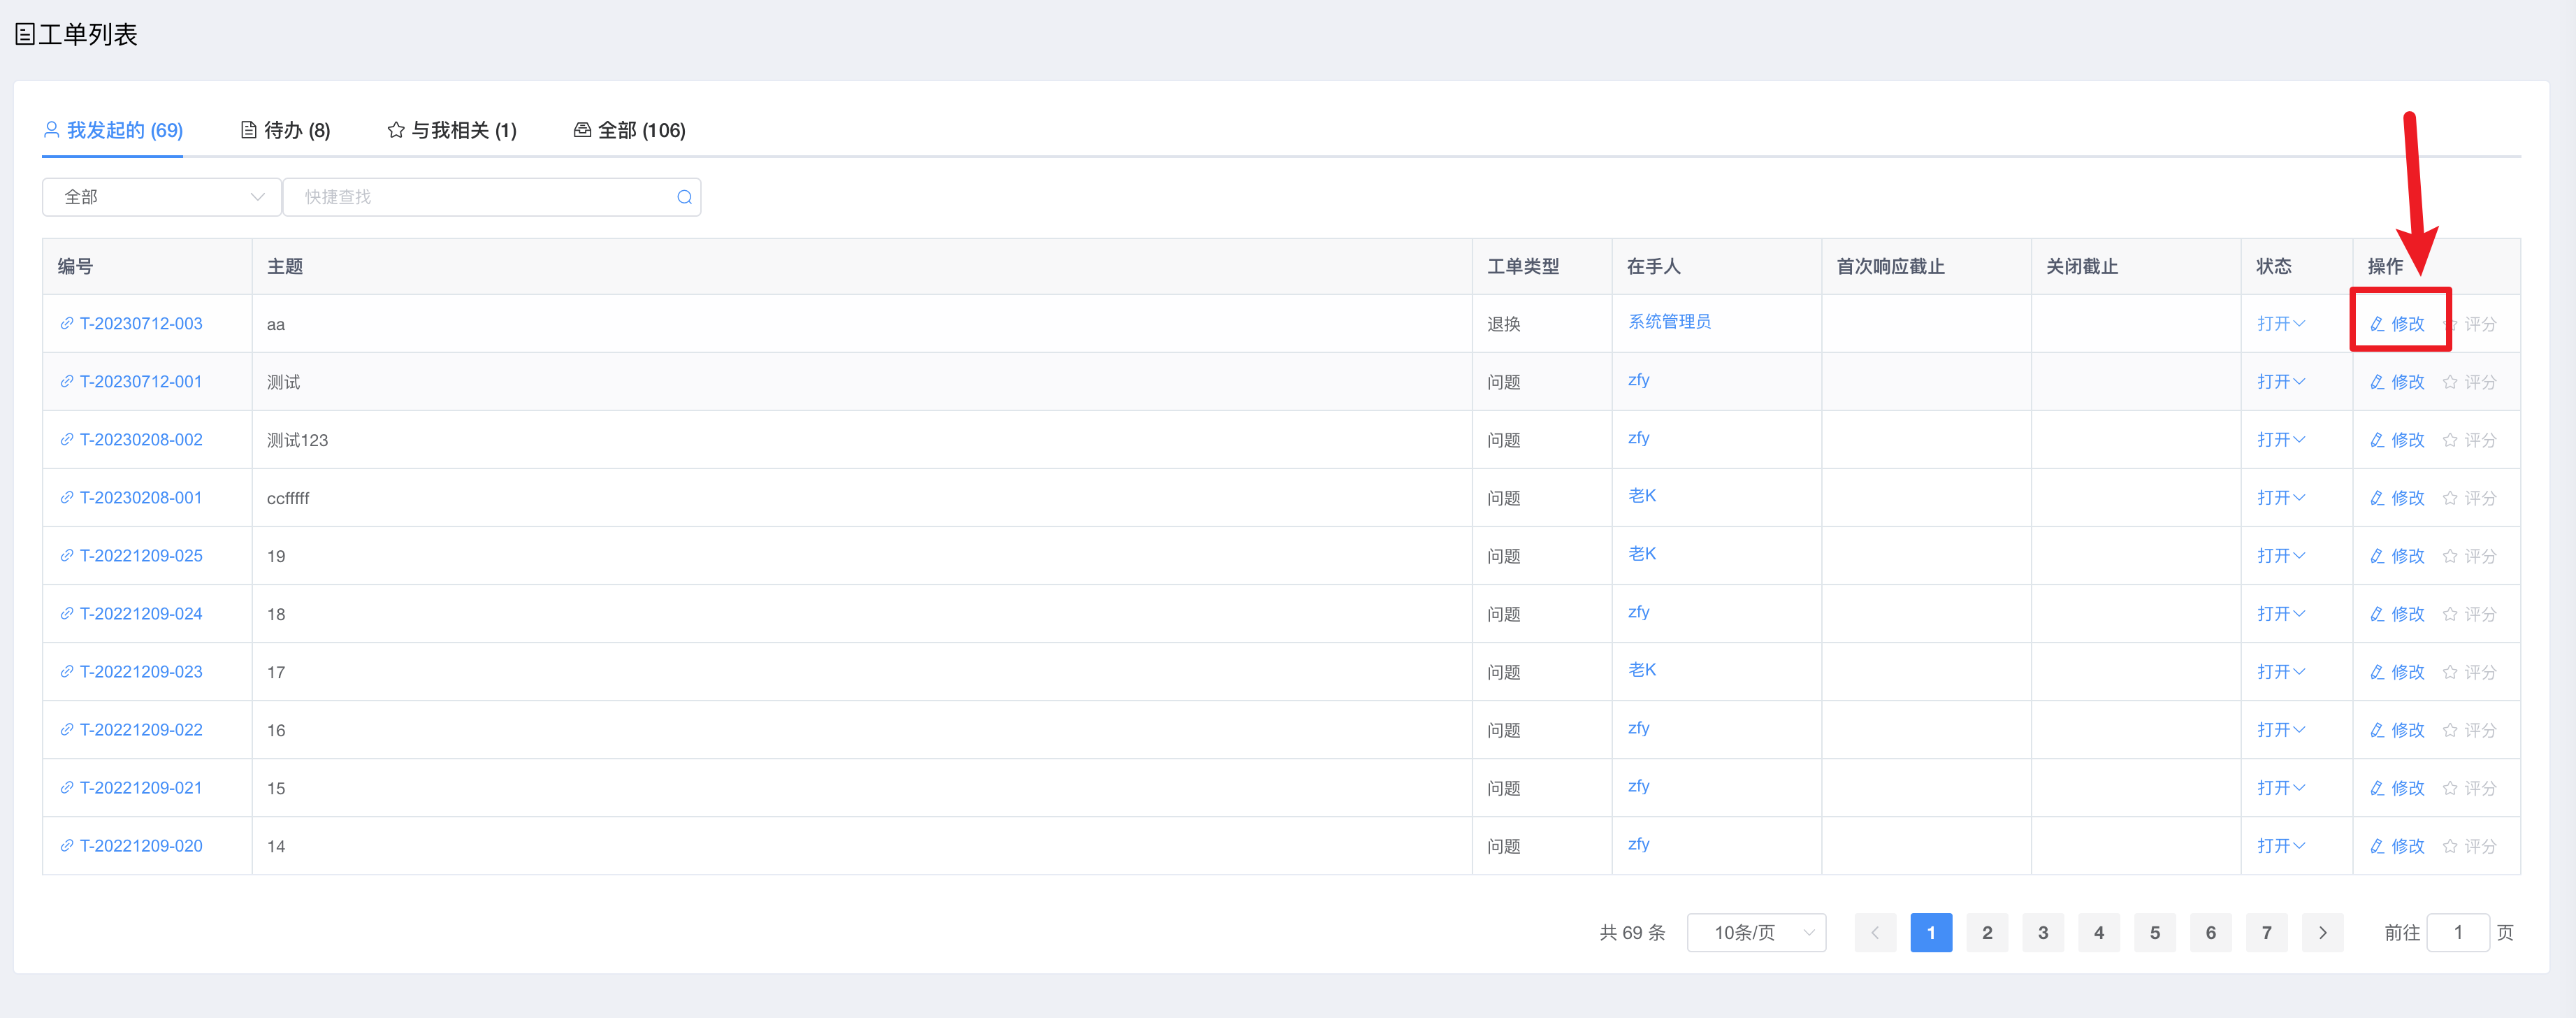 工单列表
我发起的 (69) 待办 (8) 与我相关 (1) 全部 (106)
全部 快捷查找
编号 主题 工单类型 在手人 首次响应截止 关闭截止 状态 操作
T-20230712-003 aa 退换 系统管理员 打开 修改 评分
T-20230712-001 测试 问题 zfy 打开 修改 评分
T-20230208-002 测试123 问题 zfy 打开 修改 评分
T-20230208-001 ccfffff 问题 老K 打开 修改 评分
T-20221209-025 19 问题 老K 打开 修改 评分
T-20221209-024 18 问题 zfy 打开 修改 评分
T-20221209-023 17 问题 老K 打开 修改 评分
T-20221209-022 16 问题 zfy 打开 修改 评分
T-20221209-021 15 问题 zfy 打开 修改 评分
T-20221209-020 14 问题 zfy 打开 修改 评分
共 69 条 10条/页 1 2 3 4 5 6 7 前往 1 页